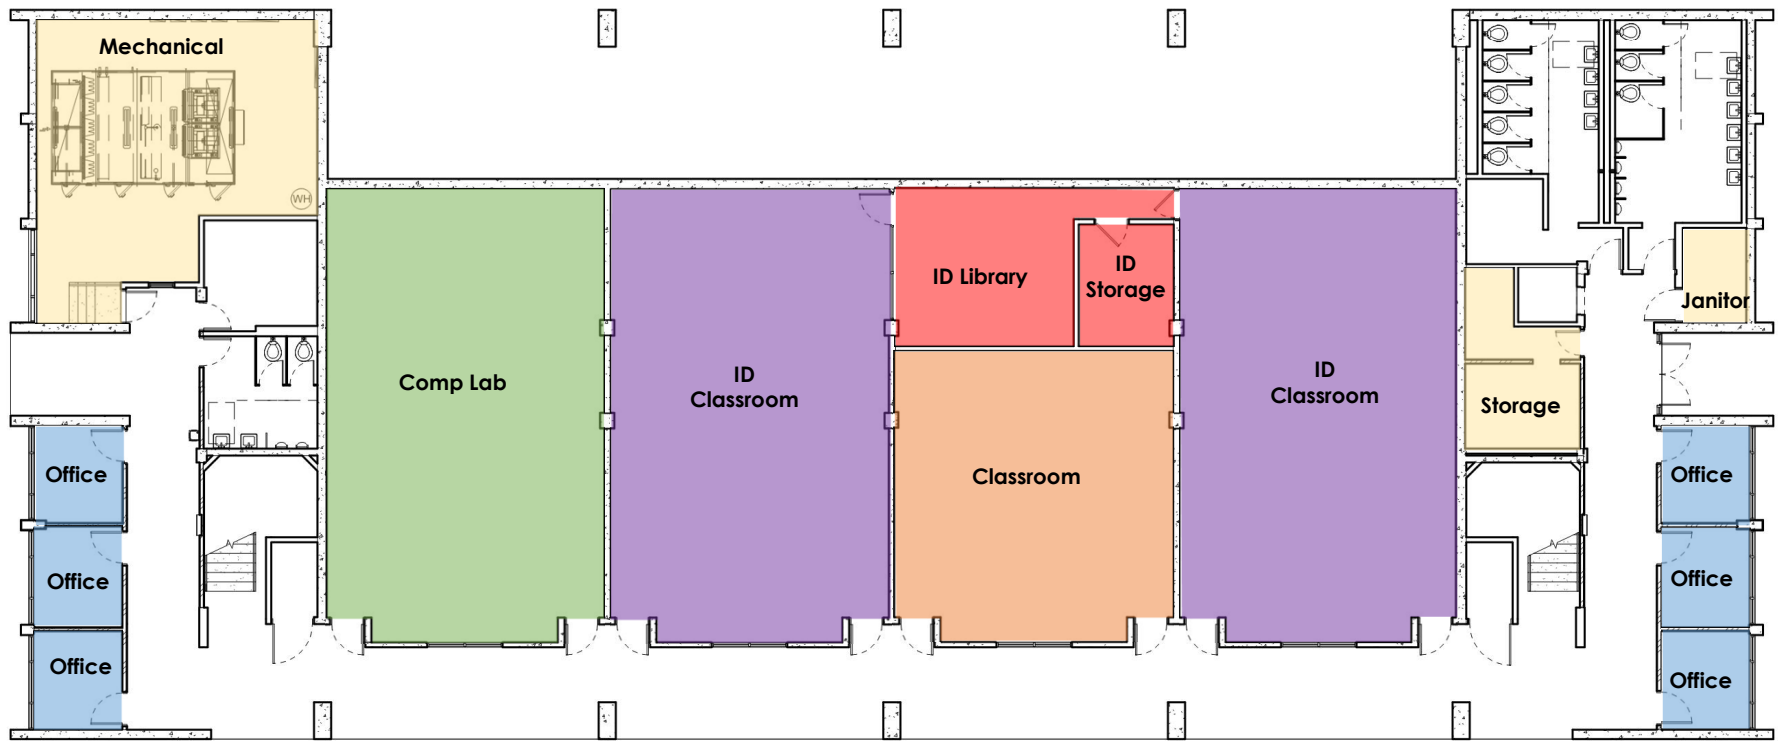 Mechanical
WH
ID Library
ID
Storage
Janitor
Comp Lab
ID
Classroom
ID
Classroom
Storage
Office
Classroom
Office
Office
Office
Office
Office